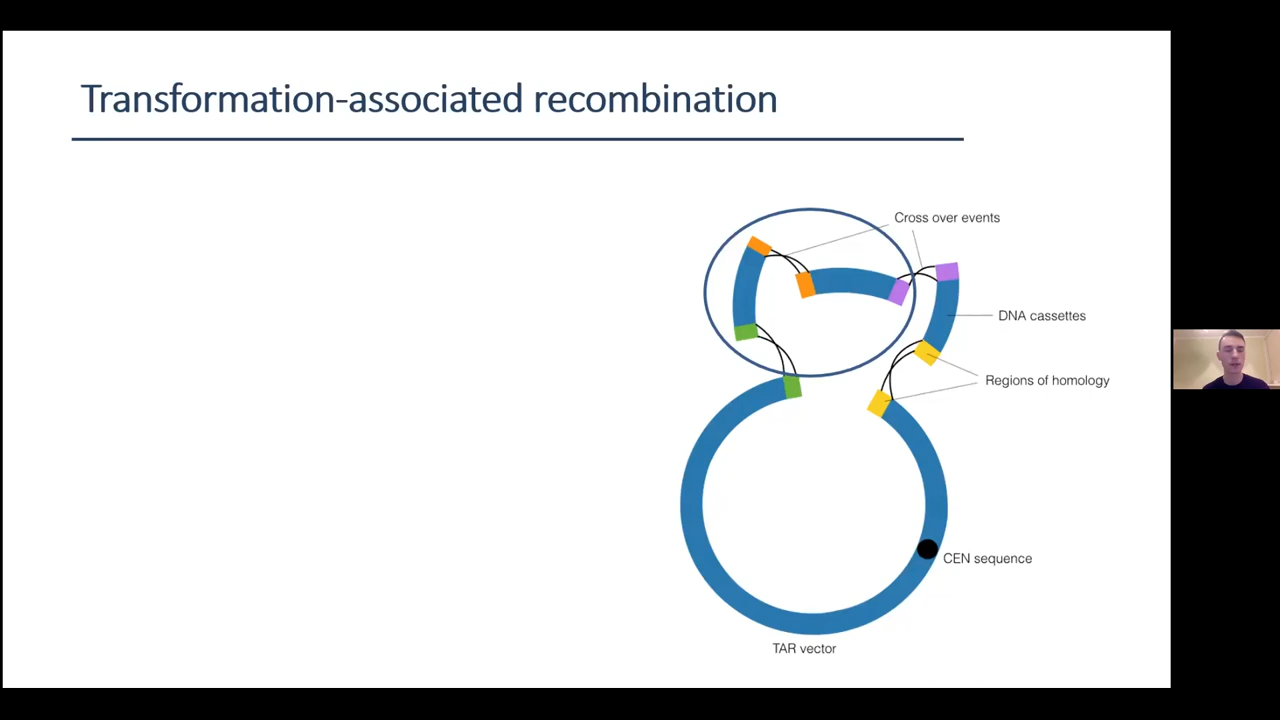 Transformation-associated recombination
Cross over events
DNA cassettes
Regions of homology
CEN sequence
TAR vector